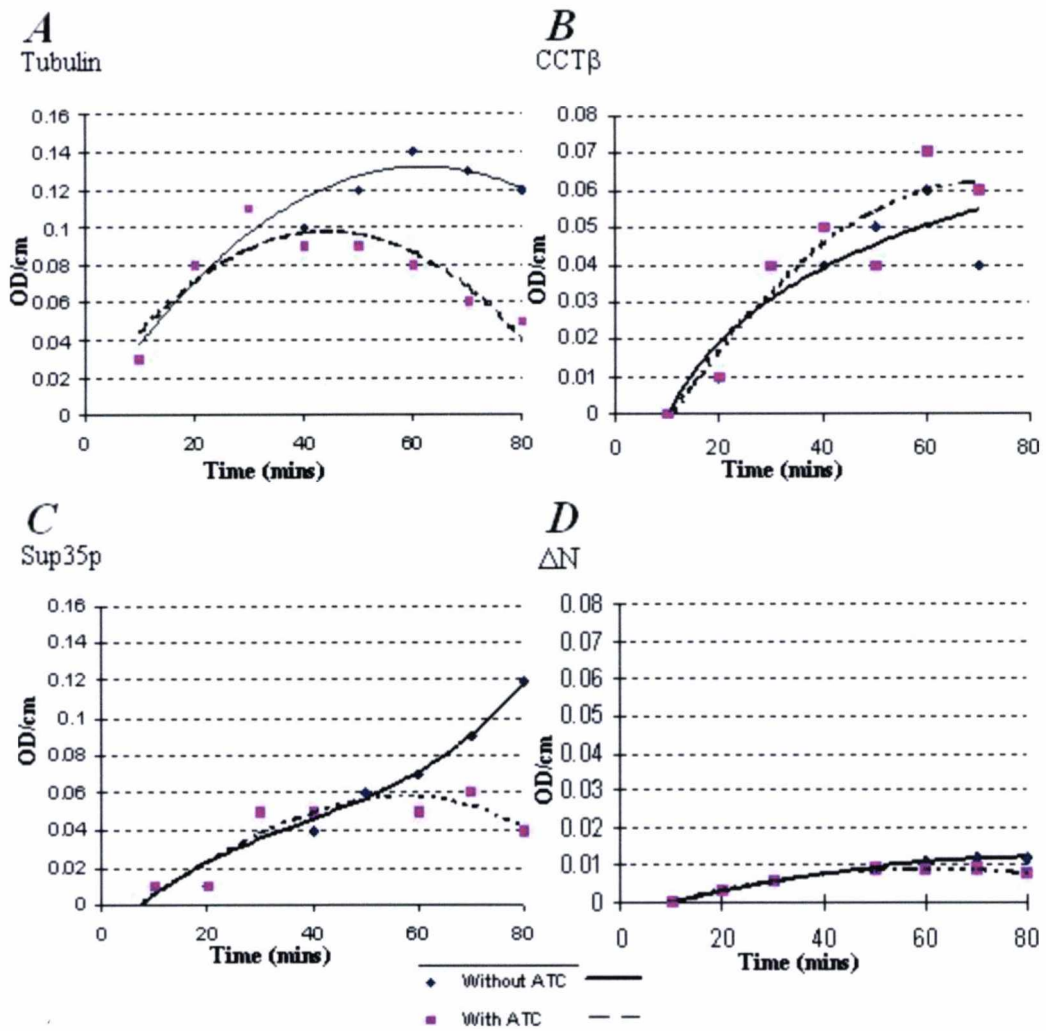 A
Tubulin
0.16
0.14
0.12
0.1
0.08
0.06
0.04
0.02
0
OD/cm
0 20 40 60 80
Time (mins)
B
CCTβ
0.08
0.07
0.06
0.05
0.04
0.03
0.02
0.01
0
OD/cm
0 20 40 60 80
Time (mins)
C
Sup35p
0.16
0.14
0.12
0.1
0.08
0.06
0.04
0.02
0
OD/cm
0 20 40 60 80
Time (mins)
D
ΔN
0.08
0.07
0.06
0.05
0.04
0.03
0.02
0.01
0
OD/cm
0 20 40 60 80
Time (mins)
Without ATC
With ATC